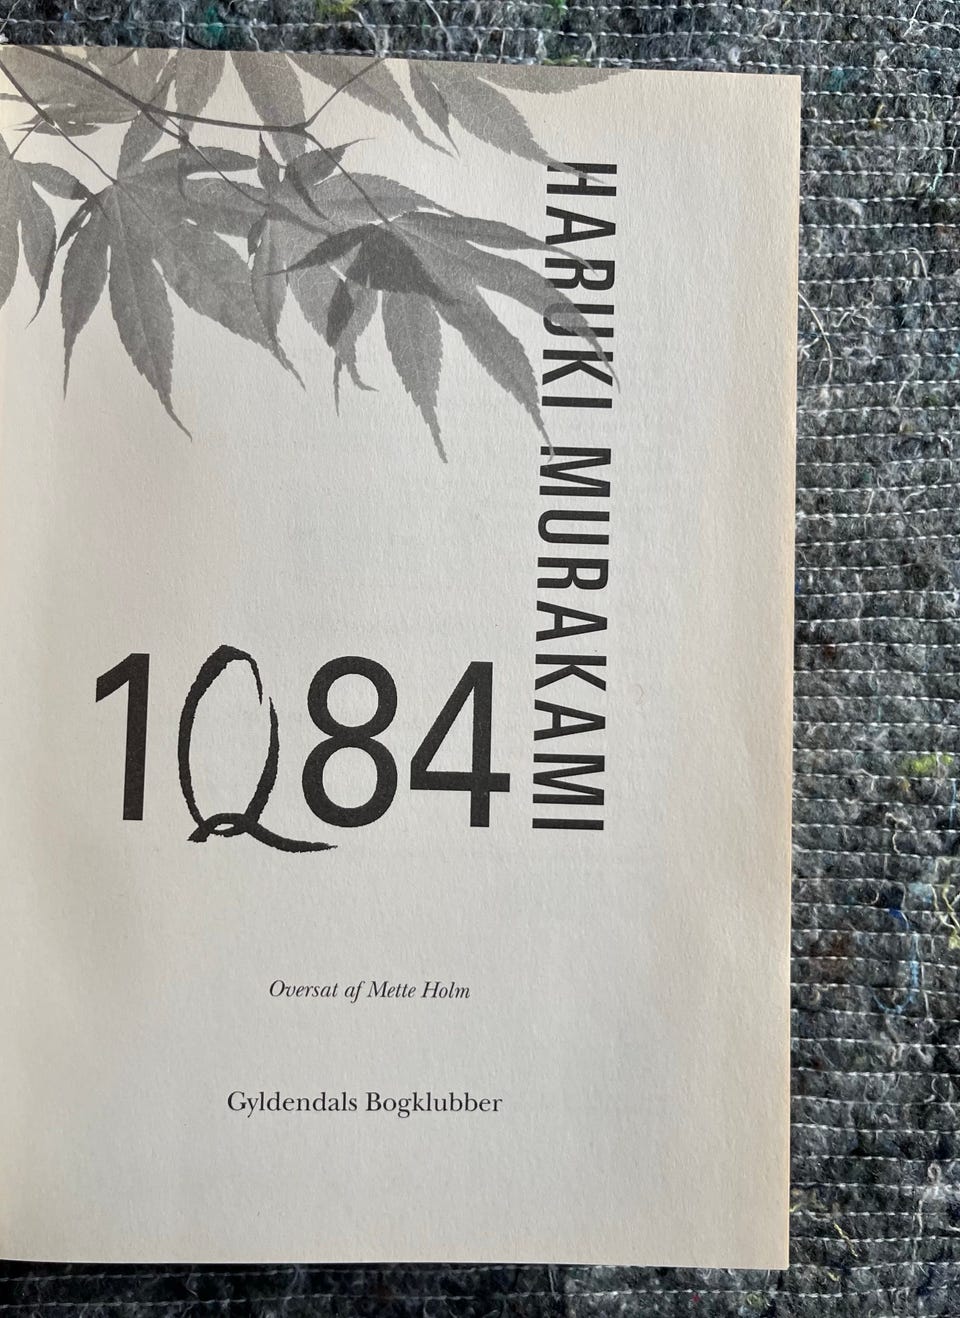 HARUKI MURAKAMI
1Q84
Oversat af Mette Holm
Gyldendals Bogklubber